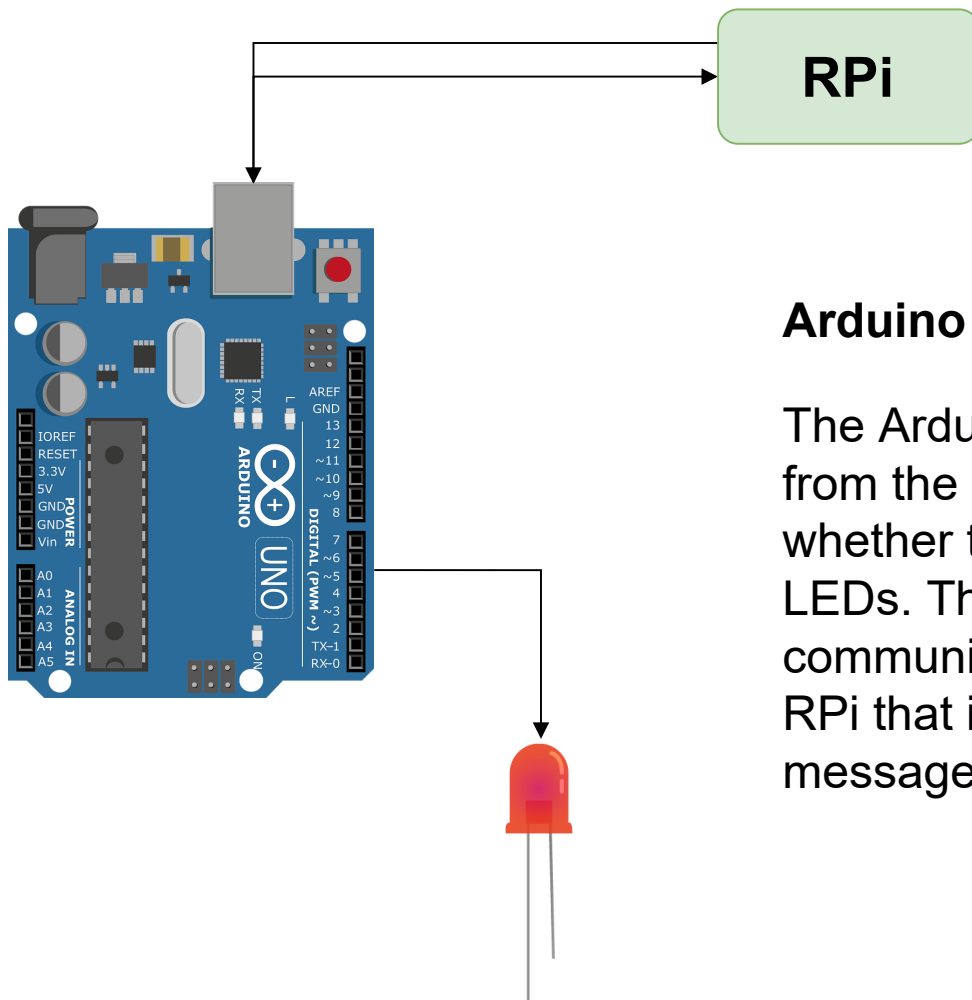 RPi
Arduino
The Ardu
from the
whether t
LEDs. Th
communi
RPi that i
message
RX
TX
L
AREF
GND
13
12
~11
~10
~9
8
7
~6
~5
4
~3
2
TX-1
RX-0
DIGITAL (PWM ~)
ARDUINO
UNO
ON
IOREF
RESET
3.3V
5V
GND
GND
Vin
POWER
A0
A1
A2
A3
A4
A5
ANALOG IN